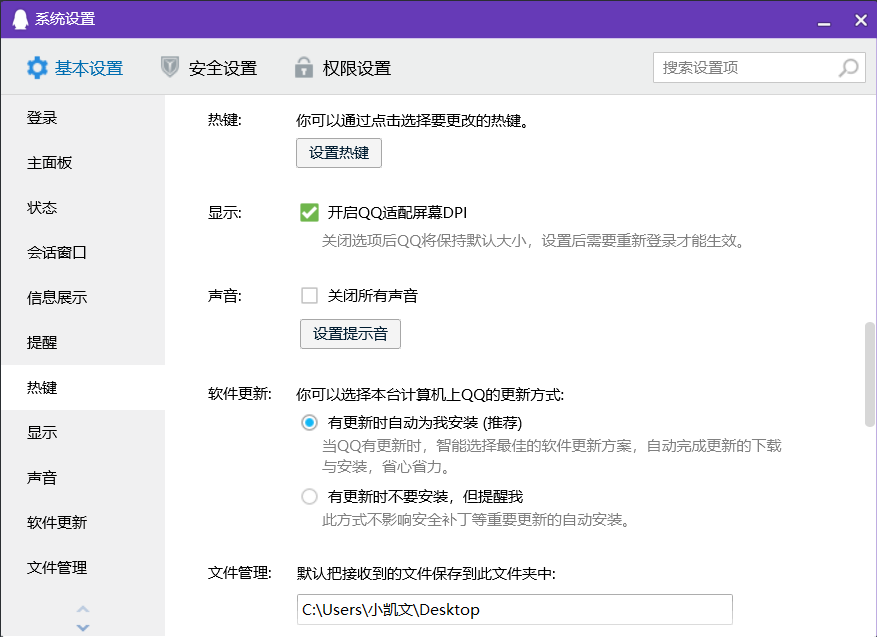 系统设置
基本设置
安全设置
权限设置
搜索设置项
登录
主面板
状态
会话窗口
信息展示
提醒
热键
显示
声音
软件更新
文件管理
热键:
你可以通过点击选择要更改的热键。
设置热键
显示:
开启QQ适配屏幕DPI
关闭选项后QQ将保持默认大小，设置后需要重新登录才能生效。
声音:
关闭所有声音
设置提示音
软件更新:
你可以选择本台计算机上QQ的更新方式:
有更新时自动为我安装 (推荐)
当QQ有更新时，智能选择最佳的软件更新方案，自动完成更新的下载
与安装，省心省力。
有更新时不要安装，但提醒我
此方式不影响安全补丁等重要更新的自动安装。
文件管理:
默认把接收到的文件保存到此文件夹中:
C:\Users\小凯文\Desktop